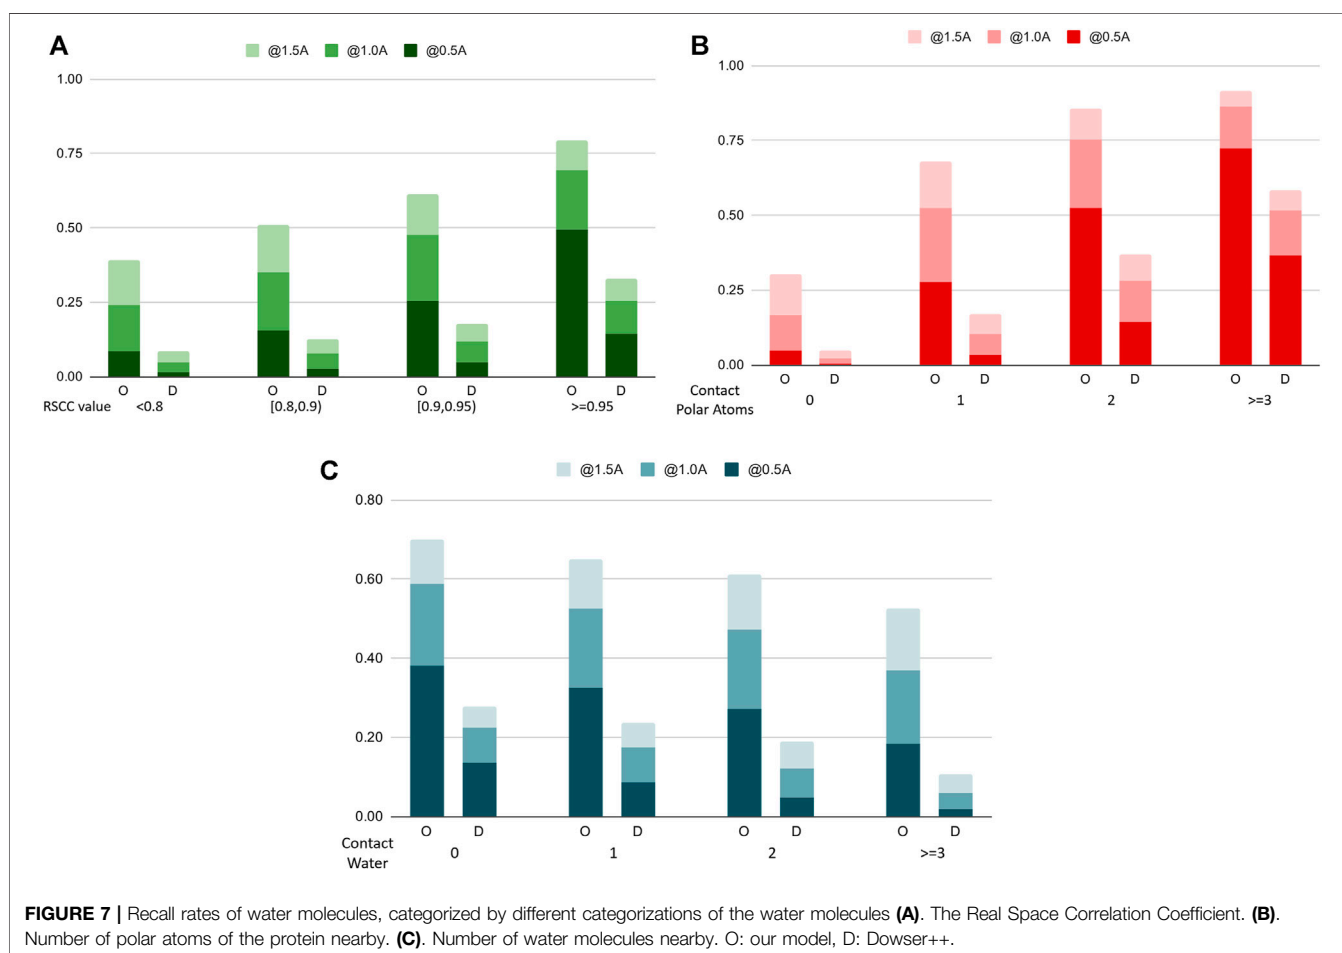 A
@1.5A @1.0A @0.5A
1.00
0.75
0.50
0.25
0.00
O D O D O D O D
RSCC value <0.8 [0.8,0.9) [0.9,0.95) >=0.95
B
@1.5A @1.0A @0.5A
1.00
0.75
0.50
0.25
0.00
O D O D O D O D
Contact
Polar Atoms 0 1 2 >=3
C
@1.5A @1.0A @0.5A
0.80
0.60
0.40
0.20
0.00
O D O D O D O D
Contact
Water 0 1 2 >=3
FIGURE 7 | Recall rates of water molecules, categorized by different categorizations of the water molecules (A). The Real Space Correlation Coefficient. (B).
Number of polar atoms of the protein nearby. (C). Number of water molecules nearby. O: our model, D: Dowser++.